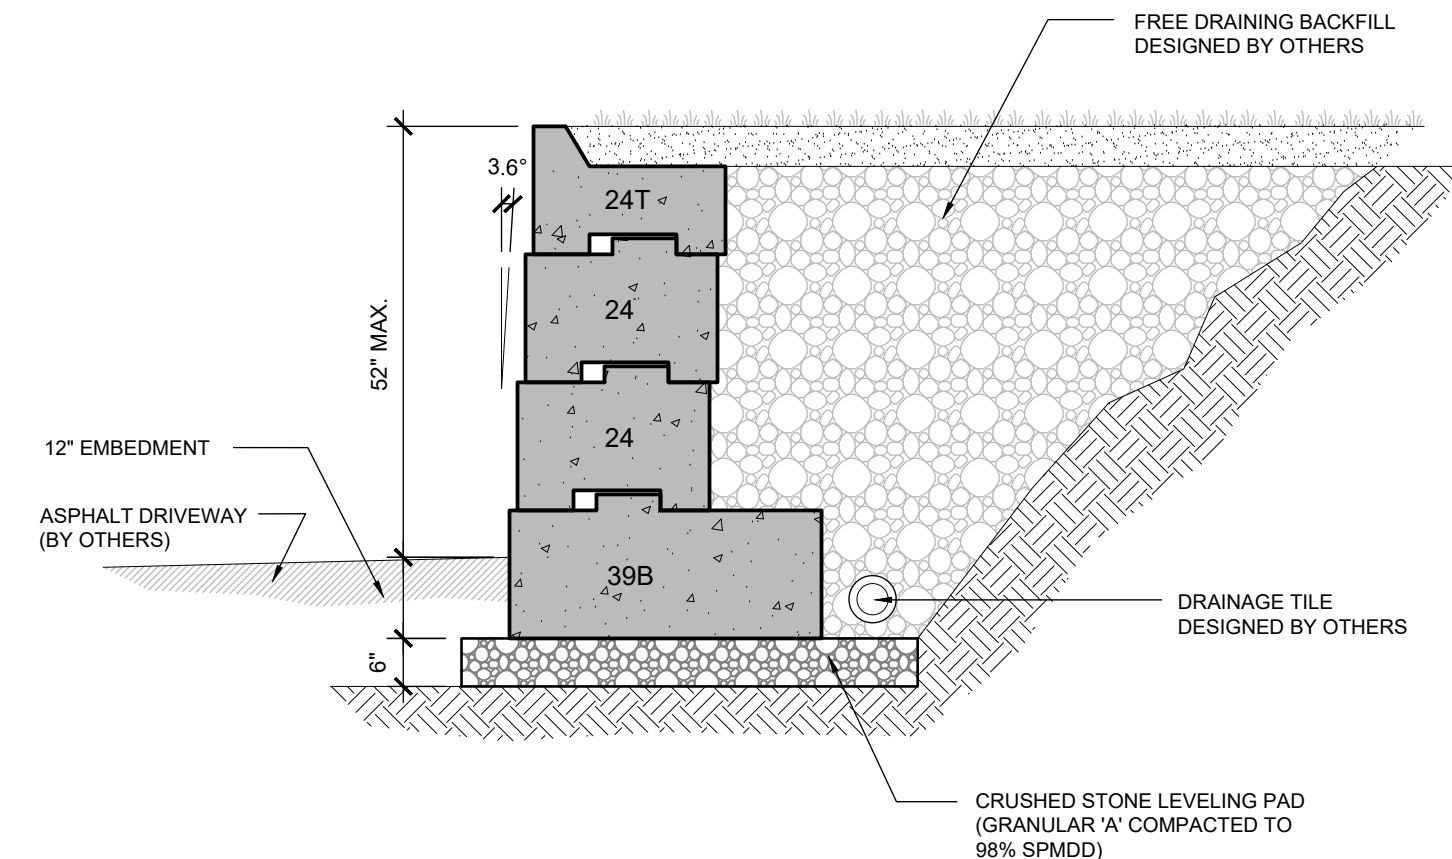 FREE DRAINING BACKFILL
DESIGNED BY OTHERS
3.6°
24T
52" MAX.
24
24
12" EMBEDMENT
ASPHALT DRIVEWAY
(BY OTHERS)
39B
DRAINAGE TILE
DESIGNED BY OTHERS
6"
CRUSHED STONE LEVELING PAD
(GRANULAR 'A' COMPACTED TO
98% SPMDD)